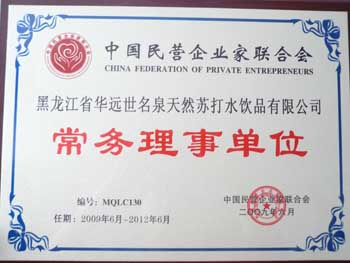 中国民营企业家联合会
CHINA FEDERATION OF PRIVATE ENTREPRENEURS
黑龙江省华远世名泉天然苏打水饮品有限公司
常务理事单位
编号：MQLC130
任期：2009年6月-2012年6月
中国民营企业家联合会
二〇〇九年六月